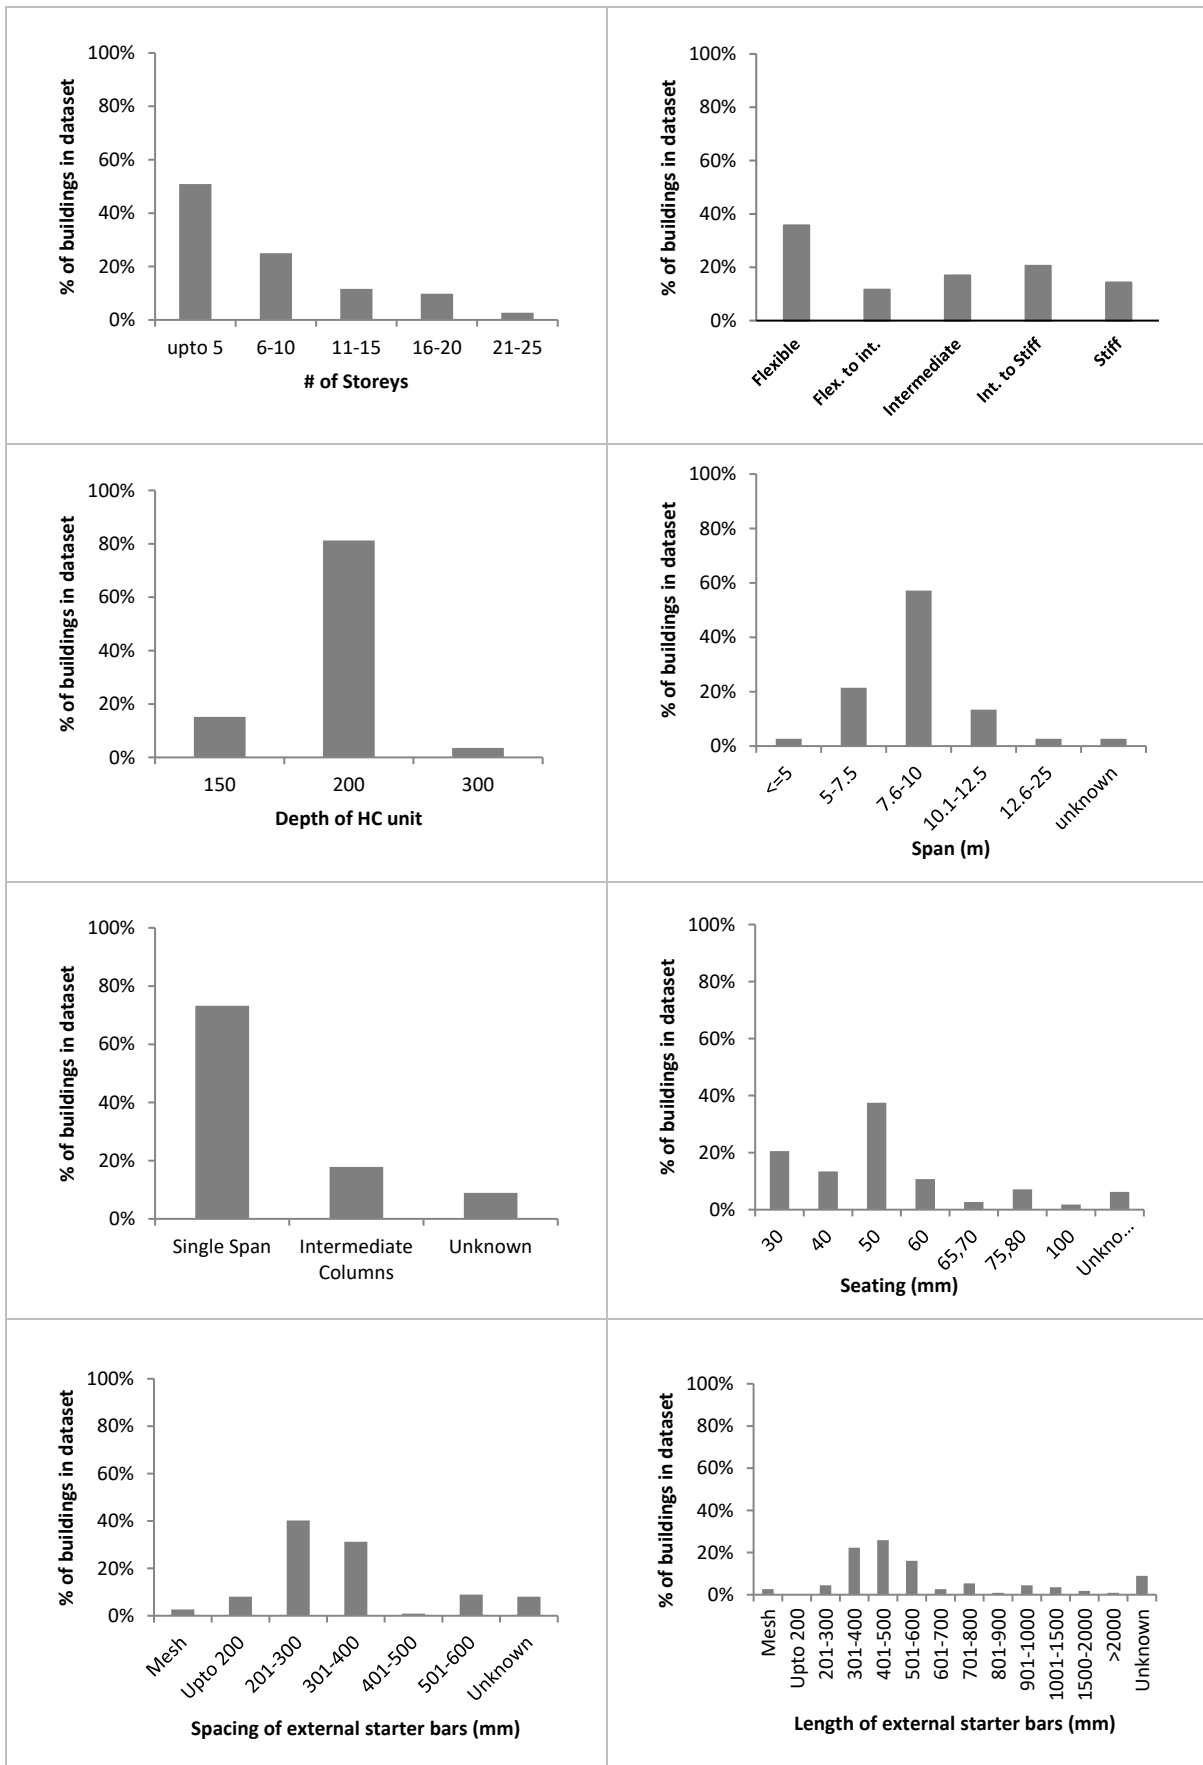 100%
80%
60%
40%
20%
0%
% of buildings in dataset
upto 5 6-10 11-15 16-20 21-25
# of Storeys
100%
80%
60%
40%
20%
0%
% of buildings in dataset
Flexible Flex. to int. Intermediate Int. to Stiff Stiff
100%
80%
60%
40%
20%
0%
% of buildings in dataset
150 200 300
Depth of HC unit
100%
80%
60%
40%
20%
0%
% of buildings in dataset
<=5 5-7.5 7.6-10 10.1-12.5 12.6-25 unknown
Span (m)
100%
80%
60%
40%
20%
0%
% of buildings in dataset
Single Span Intermediate Unknown
Columns
100%
80%
60%
40%
20%
0%
% of buildings in dataset
30 40 50 60 65,70 75,80 100 Unkno...
Seating (mm)
100%
80%
60%
40%
20%
0%
% of buildings in dataset
Mesh Upto 200 201-300 301-400 401-500 501-600 Unknown
Spacing of external starter bars (mm)
100%
80%
60%
40%
20%
0%
% of buildings in dataset
Mesh Upto 200 201-300 301-400 401-500 501-600 601-700 701-800 801-900 901-1000 1001-1500 1500-2000 >2000 Unknown
Length of external starter bars (mm)